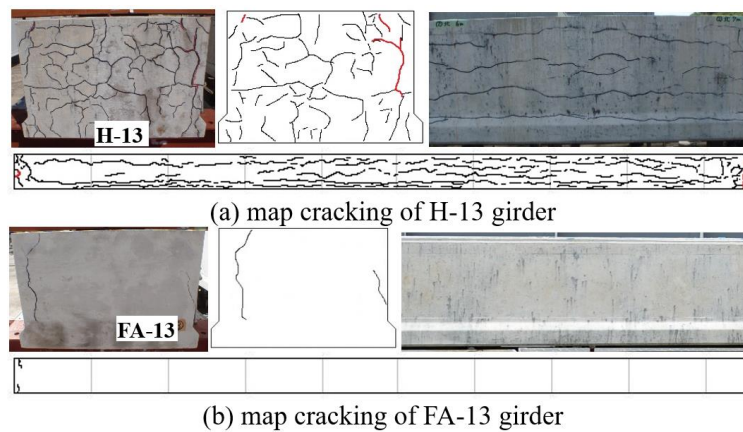 H-13
(a) map cracking of H-13 girder
FA-13
(b) map cracking of FA-13 girder